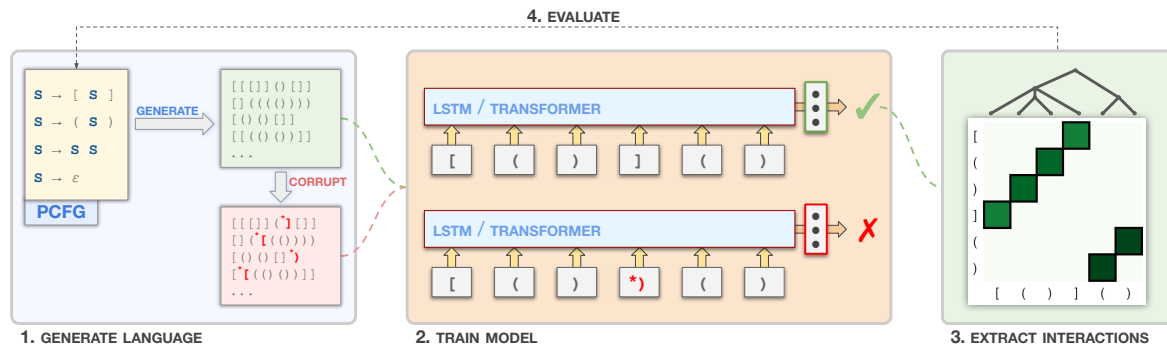 4. EVALUATE
S → [ S ]
S → ( S )
S → S S
S → ε
PCFG
GENERATE
[[[]]()[]]
[](((())))
[()()[]]
[[(()())]]
...
CORRUPT
[[[]](*][]]
[](*[(())))
[()()[]*)
[*[(()())]]
...
1. GENERATE LANGUAGE
LSTM / TRANSFORMER
✓
[ ( ) ] ( )
LSTM / TRANSFORMER
✗
[ ( ) *) ( )
2. TRAIN MODEL
[
(
)
]
(
)
[ ( ) ] ( )
3. EXTRACT INTERACTIONS